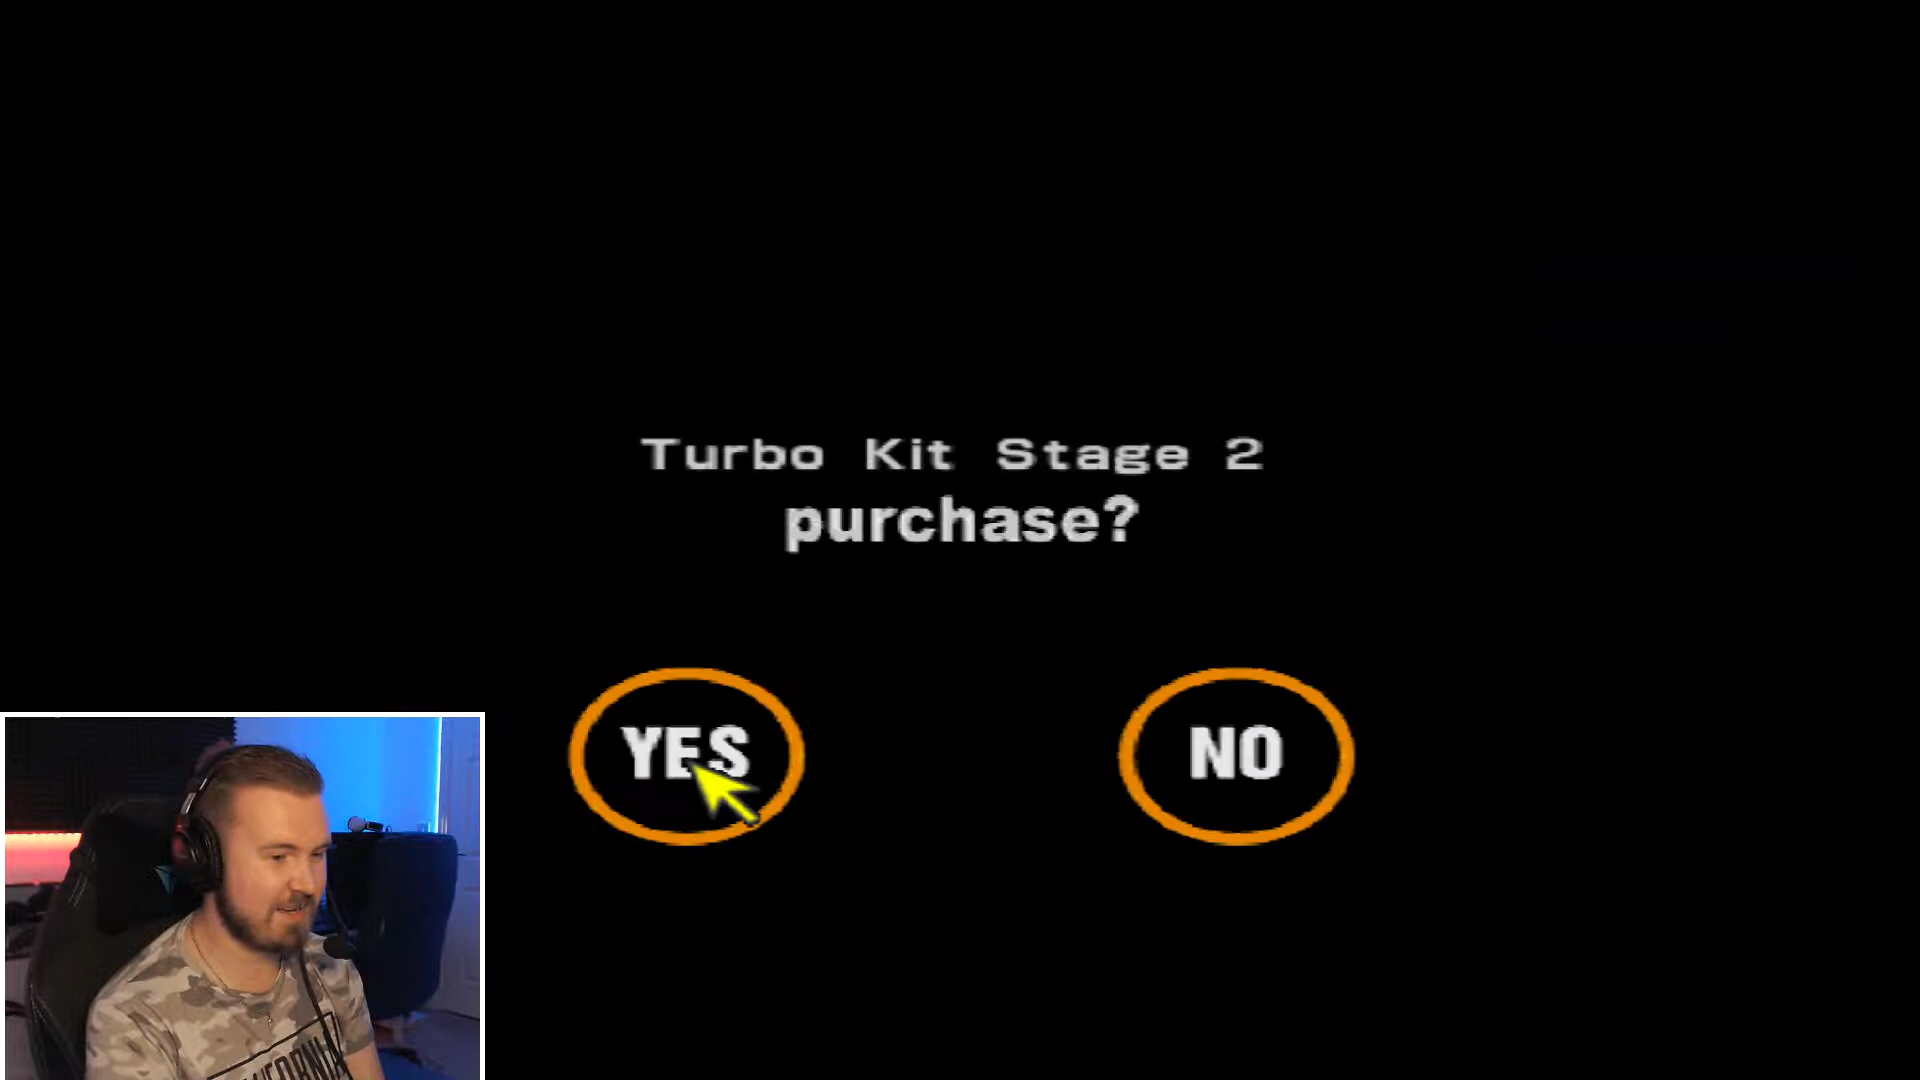 Turbo Kit Stage 2
purchase?
YES
NO